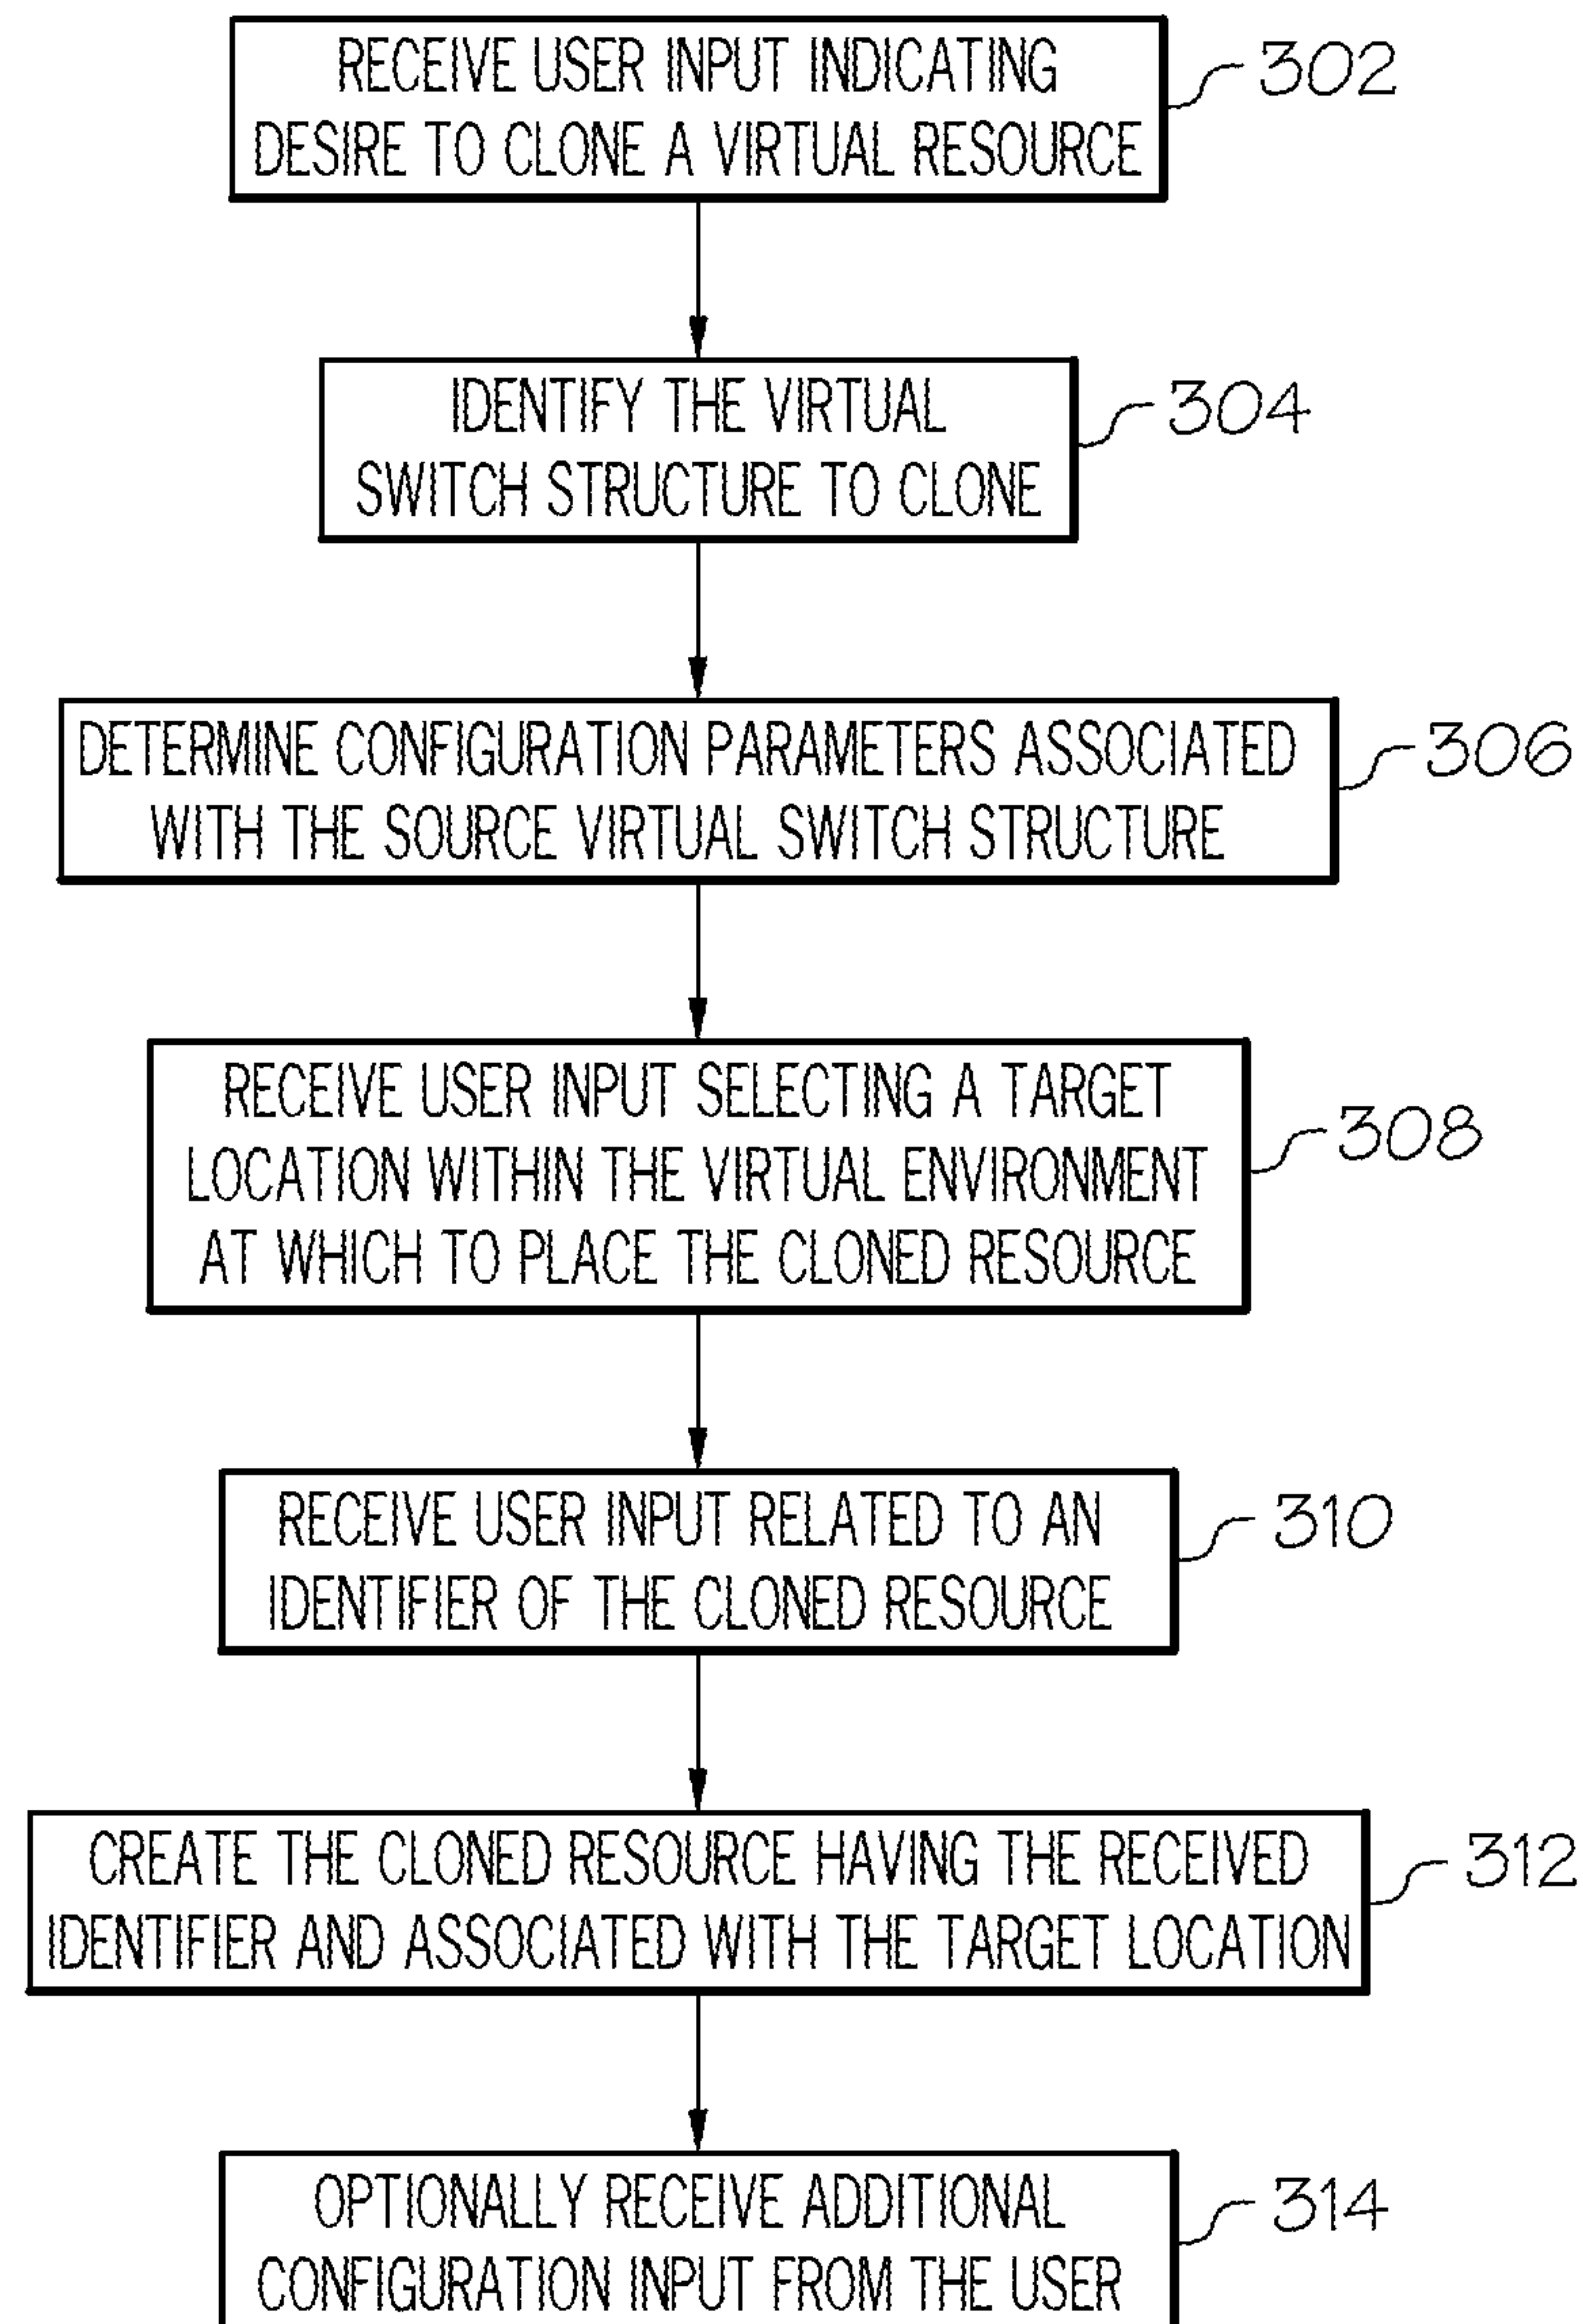 RECEIVE USER INPUT INDICATING
DESIRE TO CLONE A VIRTUAL RESOURCE
302
IDENTIFY THE VIRTUAL
SWITCH STRUCTURE TO CLONE
304
DETERMINE CONFIGURATION PARAMETERS ASSOCIATED
WITH THE SOURCE VIRTUAL SWITCH STRUCTURE
306
RECEIVE USER INPUT SELECTING A TARGET
LOCATION WITHIN THE VIRTUAL ENVIRONMENT
AT WHICH TO PLACE THE CLONED RESOURCE
308
RECEIVE USER INPUT RELATED TO AN
IDENTIFIER OF THE CLONED RESOURCE
310
CREATE THE CLONED RESOURCE HAVING THE RECEIVED
IDENTIFIER AND ASSOCIATED WITH THE TARGET LOCATION
312
OPTIONALLY RECEIVE ADDITIONAL
CONFIGURATION INPUT FROM THE USER
314